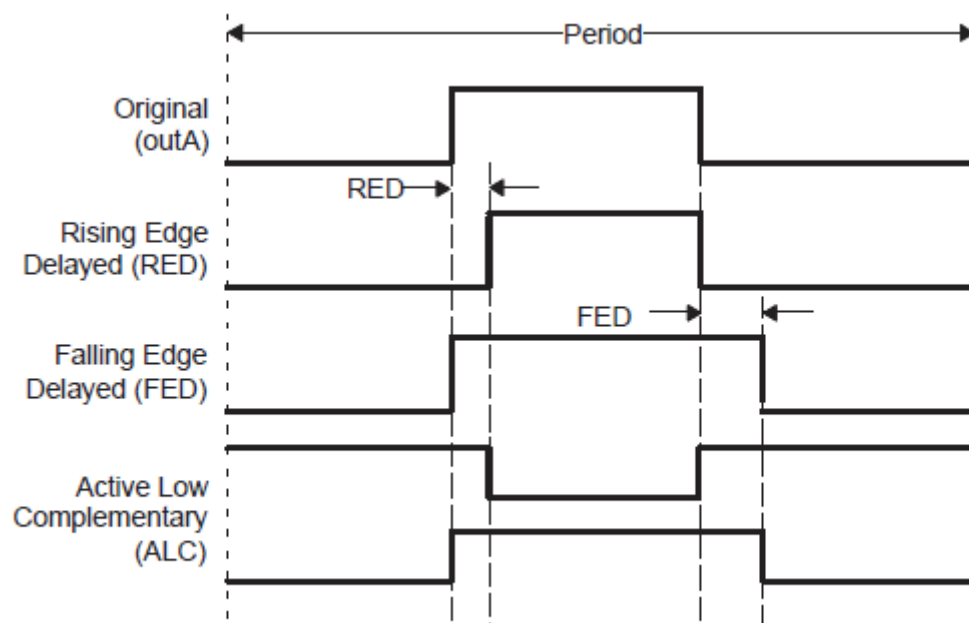 Period
Original
(outA)
RED
Rising Edge
Delayed (RED)
FED
Falling Edge
Delayed (FED)
Active Low
Complementary
(ALC)